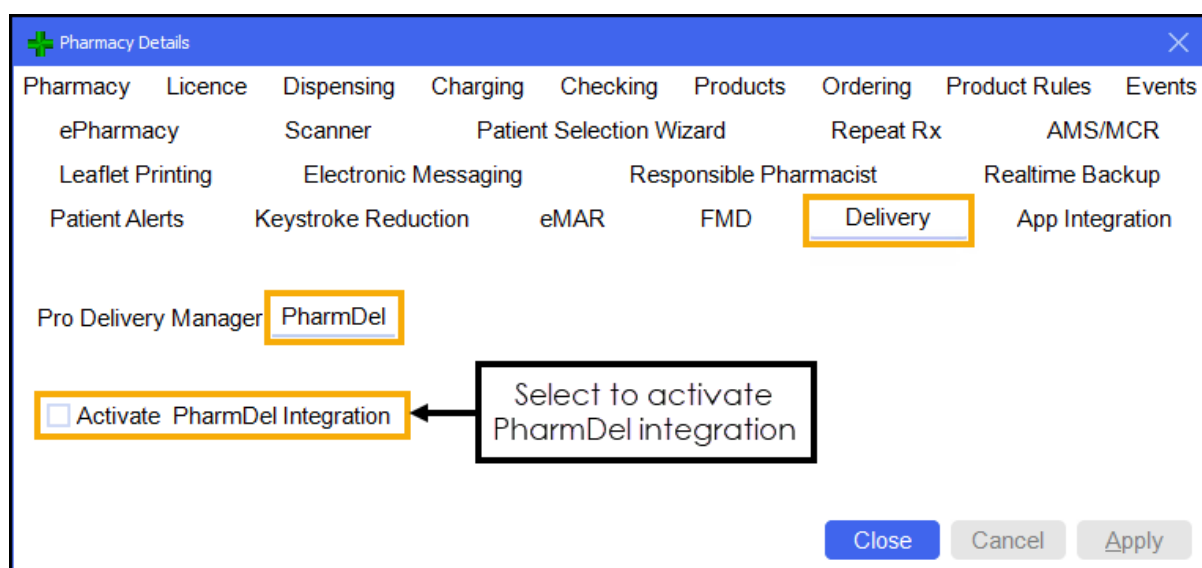 Pharmacy Details
Pharmacy Licence Dispensing Charging Checking Products Ordering Product Rules Events
ePharmacy Scanner Patient Selection Wizard Repeat Rx AMS/MCR
Leaflet Printing Electronic Messaging Responsible Pharmacist Realtime Backup
Patient Alerts Keystroke Reduction eMAR FMD Delivery App Integration
Pro Delivery Manager PharmDel
Activate PharmDel Integration
Select to activate
PharmDel integration
Close Cancel Apply